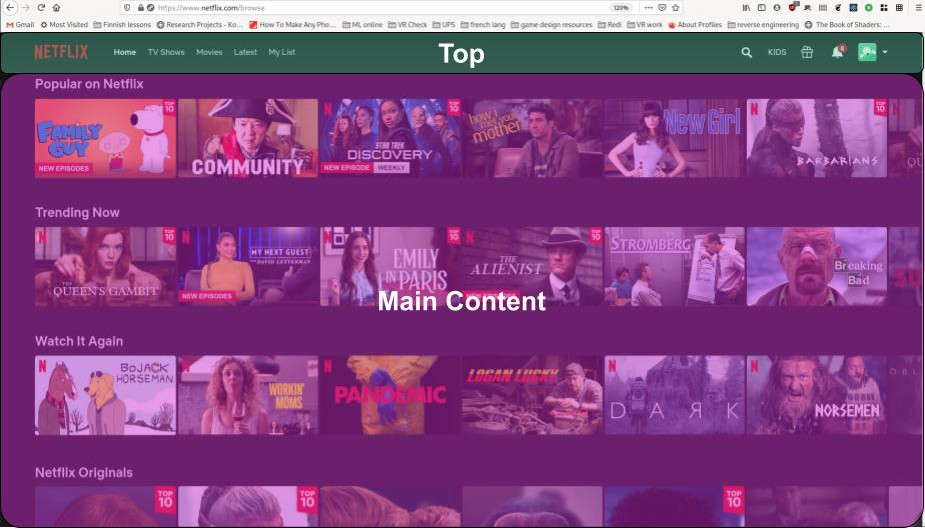 https://www.netflix.com/browse
120%
Gmail Most Visited Finnish lessons Research Projects - Ko... How To Make Any Pho... ML online VR Check UPS french lang game design resources Redi VR work About Profiles reverse engineering The Book of Shaders: ...
NETFLIX Home TV Shows Movies Latest My List Top KIDS
Popular on Netflix
FAMILY GUY
NEW EPISODES
TOP 10
COMMUNITY
STAR TREK
DISCOVERY
NEW EPISODE WEEKLY
TOP 10
how i met your mother
New Girl
BARBARIANS
TOP 10
Trending Now
THE QUEEN'S GAMBIT
TOP 10
MY NEXT GUEST
DAVID LETTERMAN
NEW EPISODES
EMILY IN PARIS
TOP 10
THE ALIENIST
TOP 10
STROMBERG
Breaking Bad
Main Content
Watch It Again
BOJACK HORSEMAN
WORKIN' MOMS
PANDEMIC
LOGAN LUCKY
DARK
NORSEMEN
Netflix Originals
TOP 10
TOP 10
TOP 10